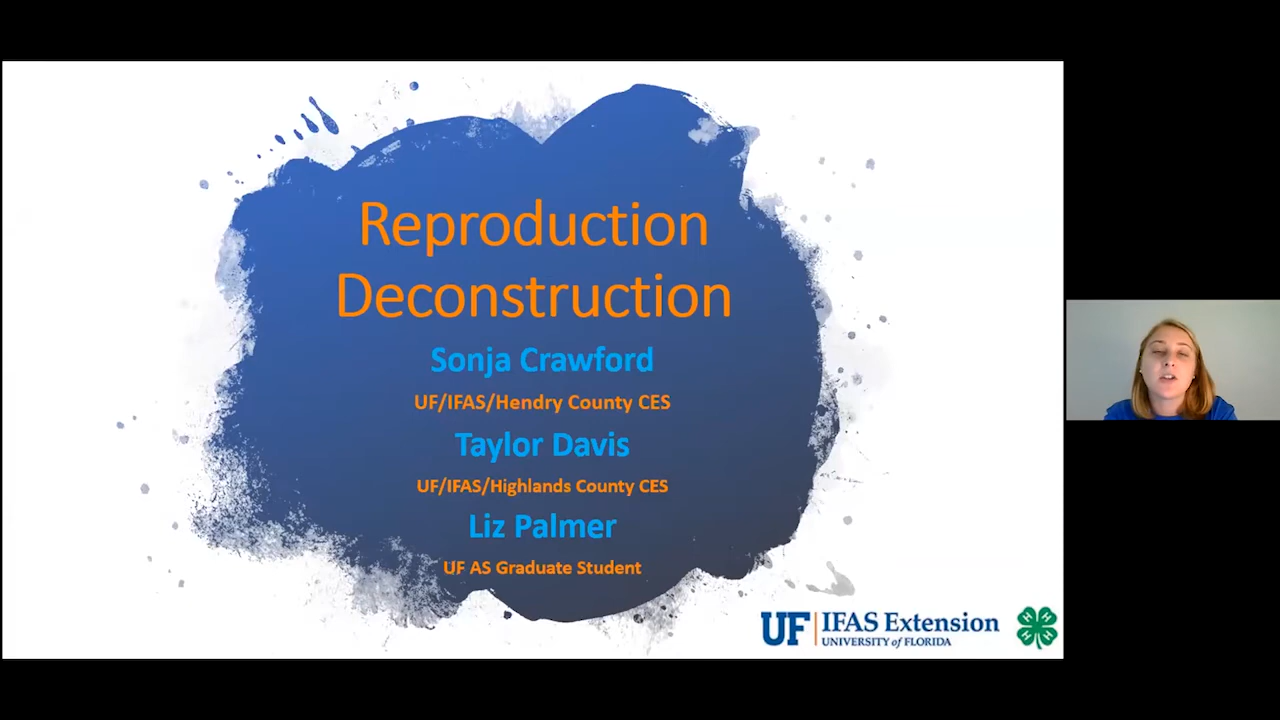 Reproduction
Deconstruction
Sonja Crawford
UF/IFAS/Hendry County CES
Taylor Davis
UF/IFAS/Highlands County CES
Liz Palmer
UF AS Graduate Student
UF IFAS Extension
UNIVERSITY of FLORIDA
H H H H